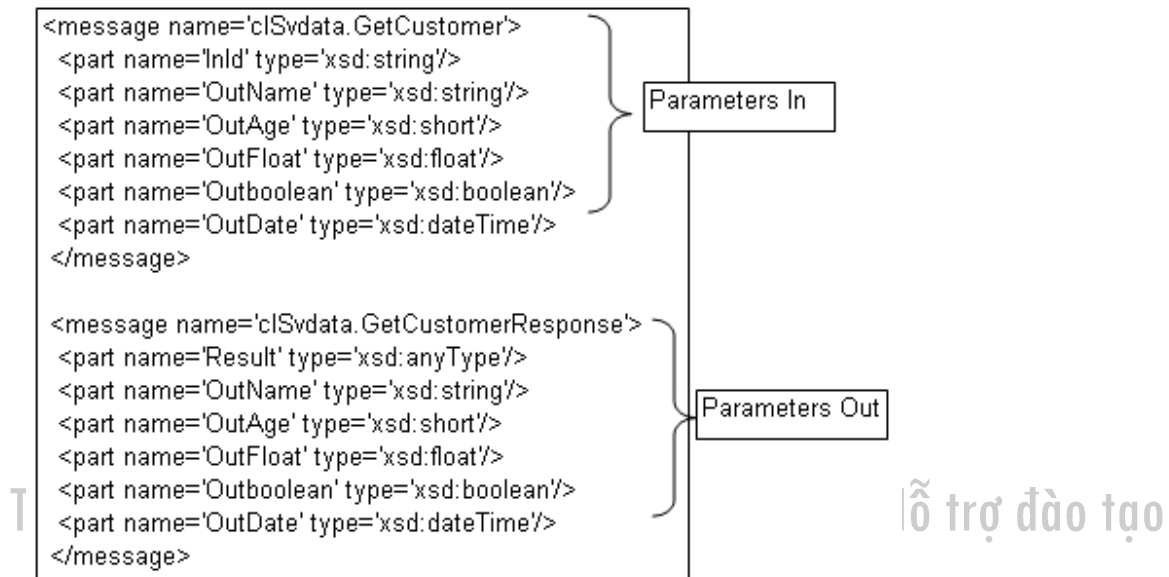 <message name='clSvdata.GetCustomer'>
<part name='InId' type='xsd:string'/>
<part name='OutName' type='xsd:string'/>
<part name='OutAge' type='xsd:short'/>
<part name='OutFloat' type='xsd:float'/>
<part name='Outboolean' type='xsd:boolean'/>
<part name='OutDate' type='xsd:dateTime'/>
</message>
Parameters In
<message name='clSvdata.GetCustomerResponse'>
<part name='Result' type='xsd:anyType'/>
<part name='OutName' type='xsd:string'/>
<part name='OutAge' type='xsd:short'/>
<part name='OutFloat' type='xsd:float'/>
<part name='Outboolean' type='xsd:boolean'/>
<part name='OutDate' type='xsd:dateTime'/>
</message>
Parameters Out
trợ đào tạo